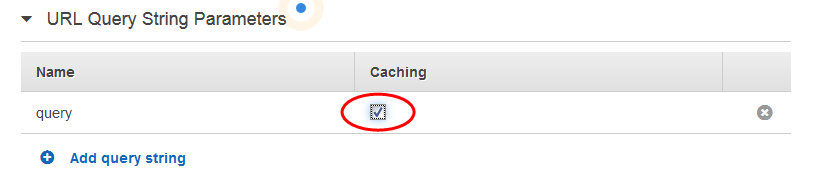 URL Query String Parameters
Name Caching
query
Add query string